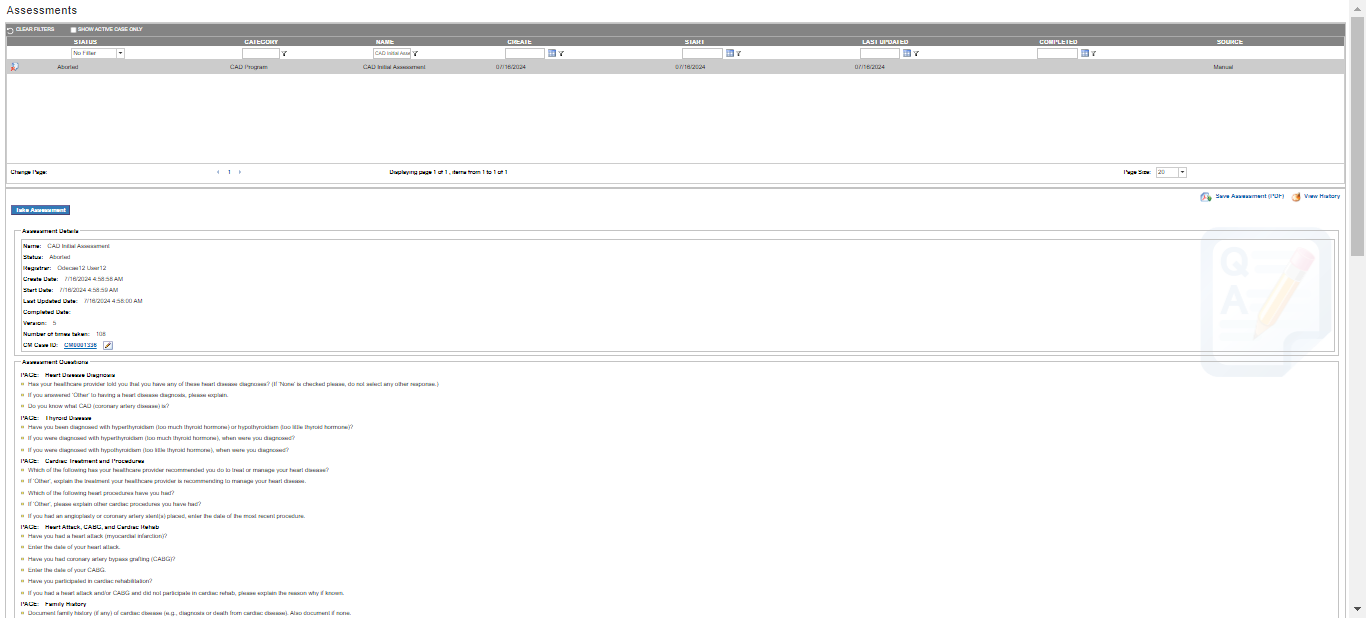 Assessments
CLEAR FILTERS SHOW ACTIVE CASE ONLY
STATUS CATEGORY NAME CREATE START LAST UPDATED COMPLETED SOURCE
No Filter CAD Initial Asse
Aborted CAD Program CAD Initial Assessment 07/16/2024 07/16/2024 07/16/2024 Manual
Change Page: 1 Displaying page 1 of 1 , items from 1 to 1 of 1 Page Size: 20
Save Assessment (PDF) View History
Take Assessment
Assessment Details
Name: CAD Initial Assessment
Status: Aborted
Registrar: Odecas12 User12
Create Date: 7/16/2024 4:58:58 AM
Start Date: 7/16/2024 4:58:59 AM
Last Updated Date: 7/16/2024 4:58:00 AM
Completed Date:
Version: 5
Number of times taken: 108
CM Case ID: CM0001336
Q
A
Assessment Questions
PAGE: Heart Disease Diagnosis
Has your healthcare provider told you that you have any of these heart disease diagnoses? (If 'None' is checked please, do not select any other response.)
If you answered 'Other' to having a heart disease diagnosis, please explain.
Do you know what CAD (coronary artery disease) is?
PAGE: Thyroid Disease
Have you been diagnosed with hyperthyroidism (too much thyroid hormone) or hypothyroidism (too little thyroid hormone)?
If you were diagnosed with hyperthyroidism (too much thyroid hormone), when were you diagnosed?
If you were diagnosed with hypothyroidism (too little thyroid hormone), when were you diagnosed?
PAGE: Cardiac Treatment and Procedures
Which of the following has your healthcare provider recommended you do to treat or manage your heart disease?
If 'Other', explain the treatment your healthcare provider is recommending to manage your heart disease.
Which of the following heart procedures have you had?
If 'Other', please explain other cardiac procedures you have had?
If you had an angioplasty or coronary artery stent(s) placed, enter the date of the most recent procedure.
PAGE: Heart Attack, CABG, and Cardiac Rehab
Have you had a heart attack (myocardial infarction)?
Enter the date of your heart attack.
Have you had coronary artery bypass grafting (CABG)?
Enter the date of your CABG.
Have you participated in cardiac rehabilitation?
If you had a heart attack and/or CABG and did not participate in cardiac rehab, please explain the reason why if known.
PAGE: Family History
Document family history (if any) of cardiac disease (e.g., diagnosis or death from cardiac disease). Also document if none.